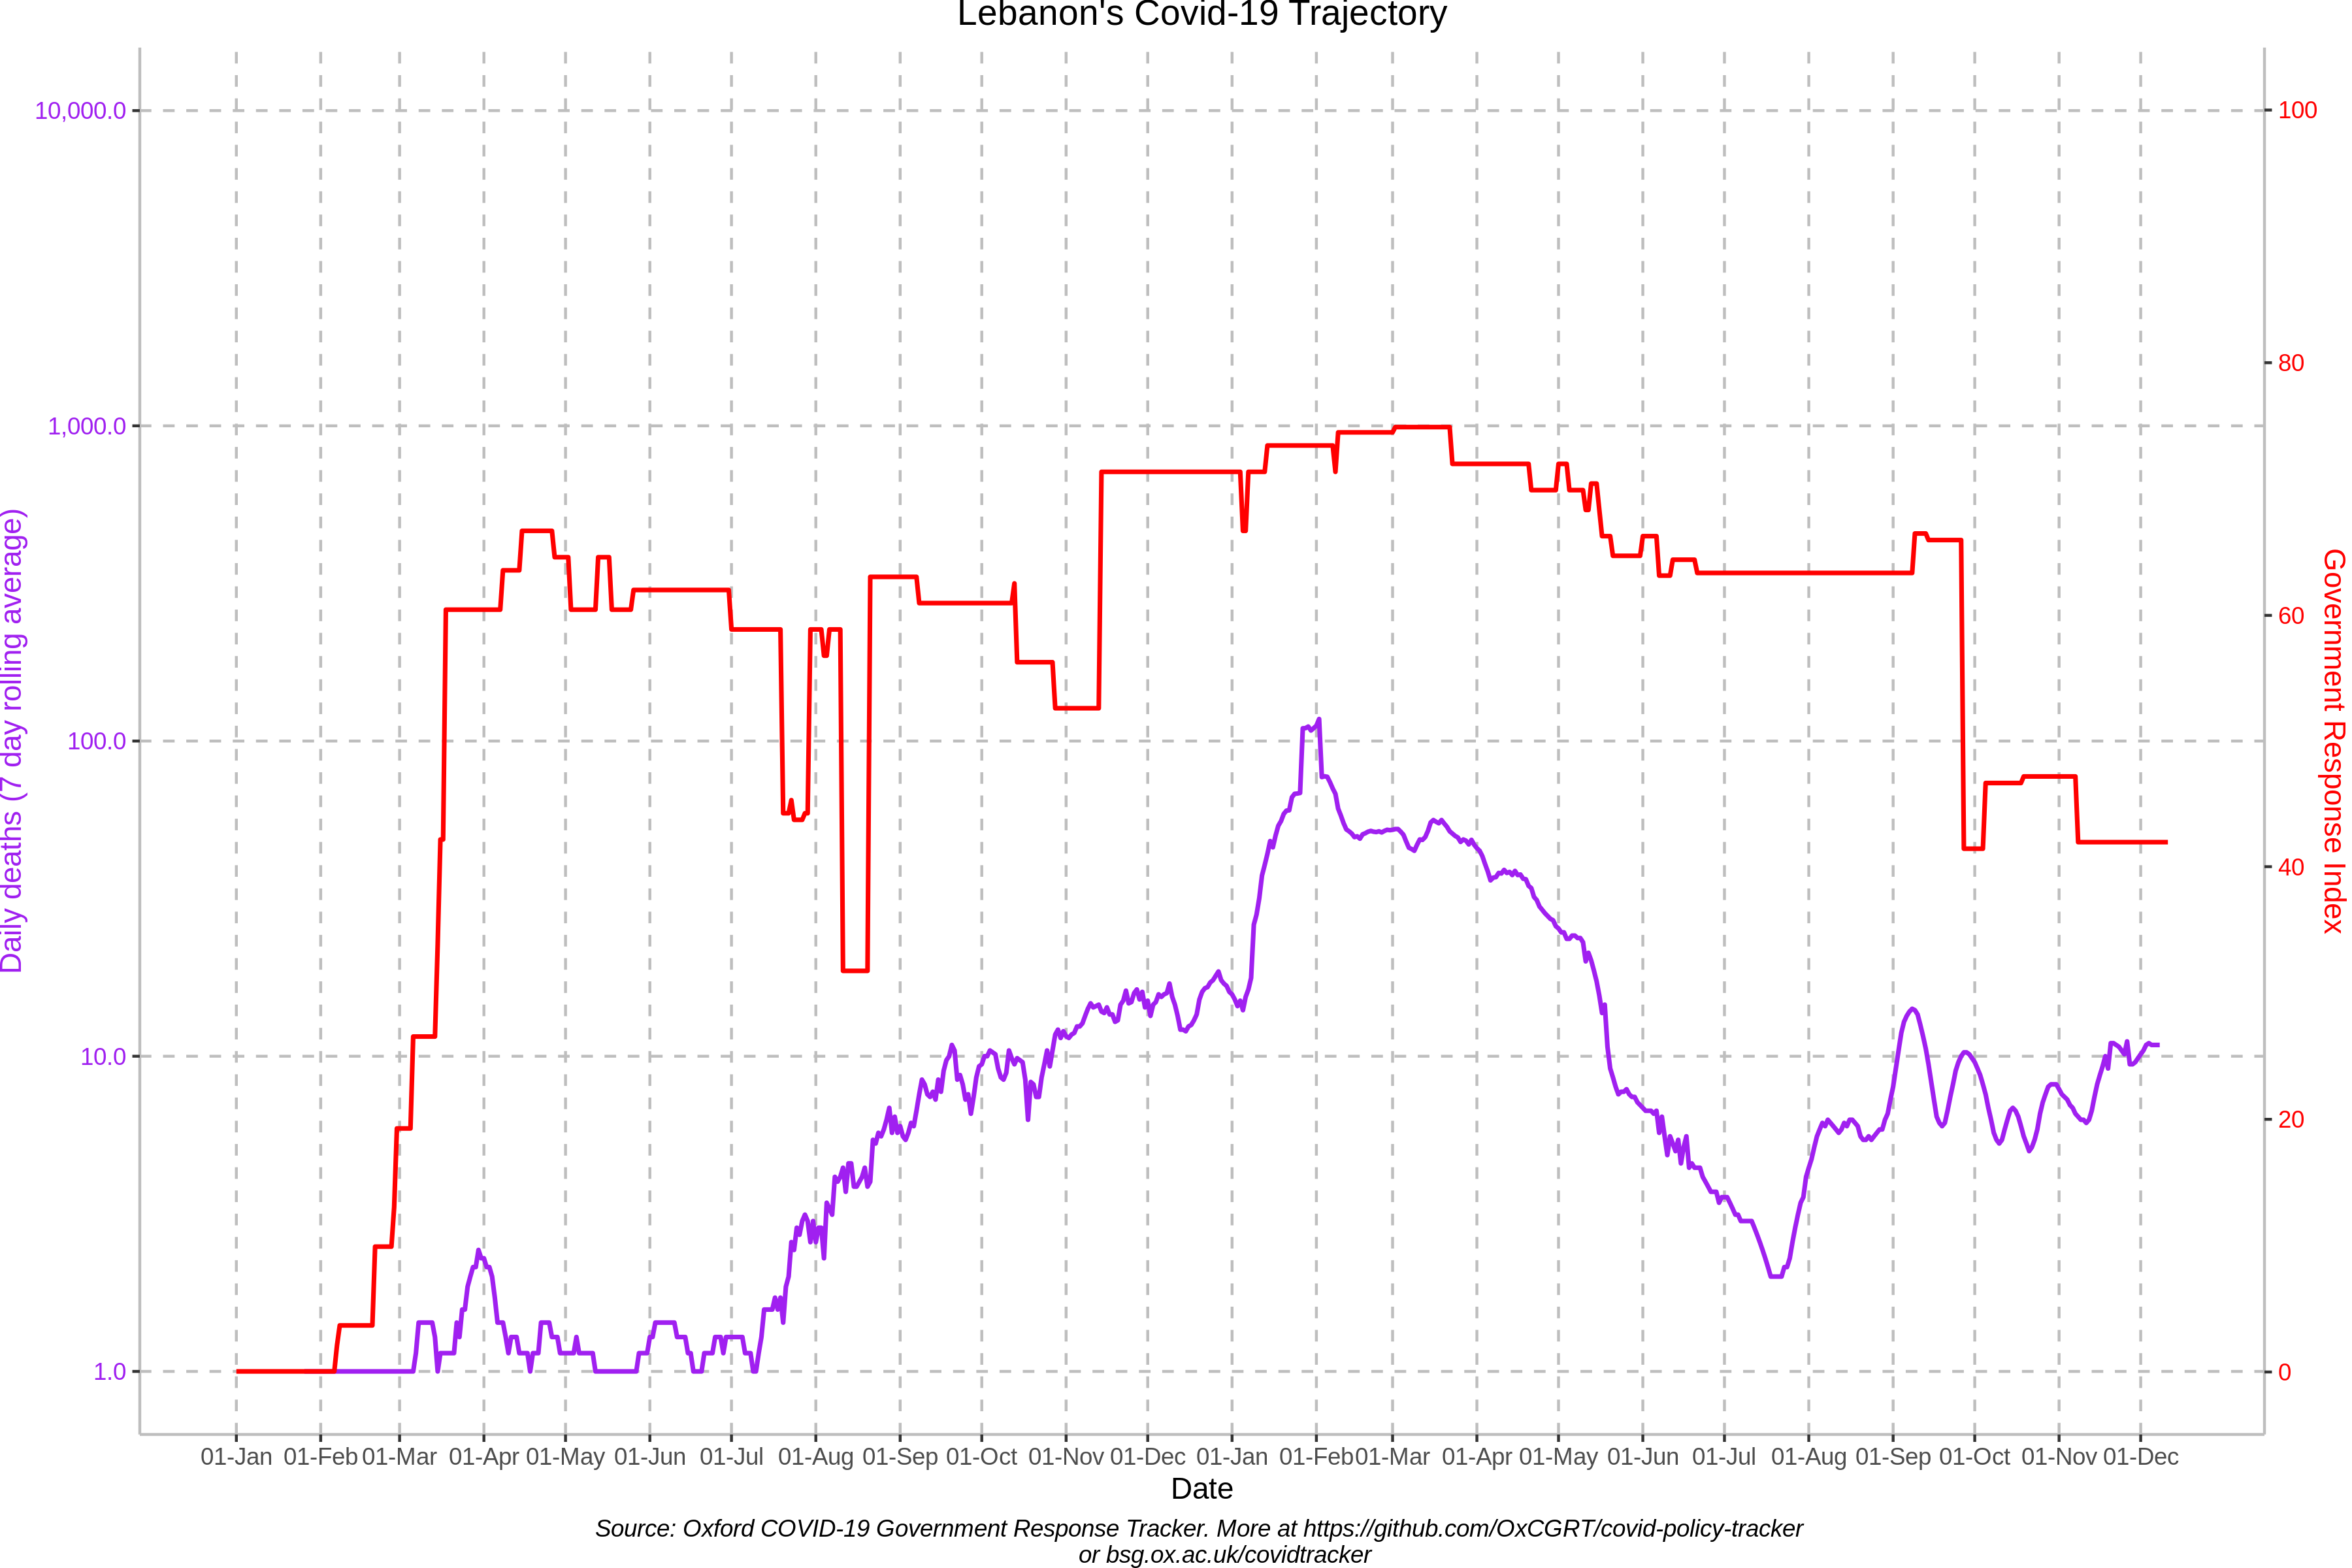 Lebanon's Covid-19 Trajectory
10,000.0
1,000.0
100.0
10.0
1.0
Daily deaths (7 day rolling average)
100
80
60
40
20
0
Government Response Index
01-Jan 01-Feb 01-Mar 01-Apr 01-May 01-Jun 01-Jul 01-Aug 01-Sep 01-Oct 01-Nov 01-Dec 01-Jan 01-Feb 01-Mar 01-Apr 01-May 01-Jun 01-Jul 01-Aug 01-Sep 01-Oct 01-Nov 01-Dec
Date
Source: Oxford COVID-19 Government Response Tracker. More at https://github.com/OxCGRT/covid-policy-tracker
or bsg.ox.ac.uk/covidtracker